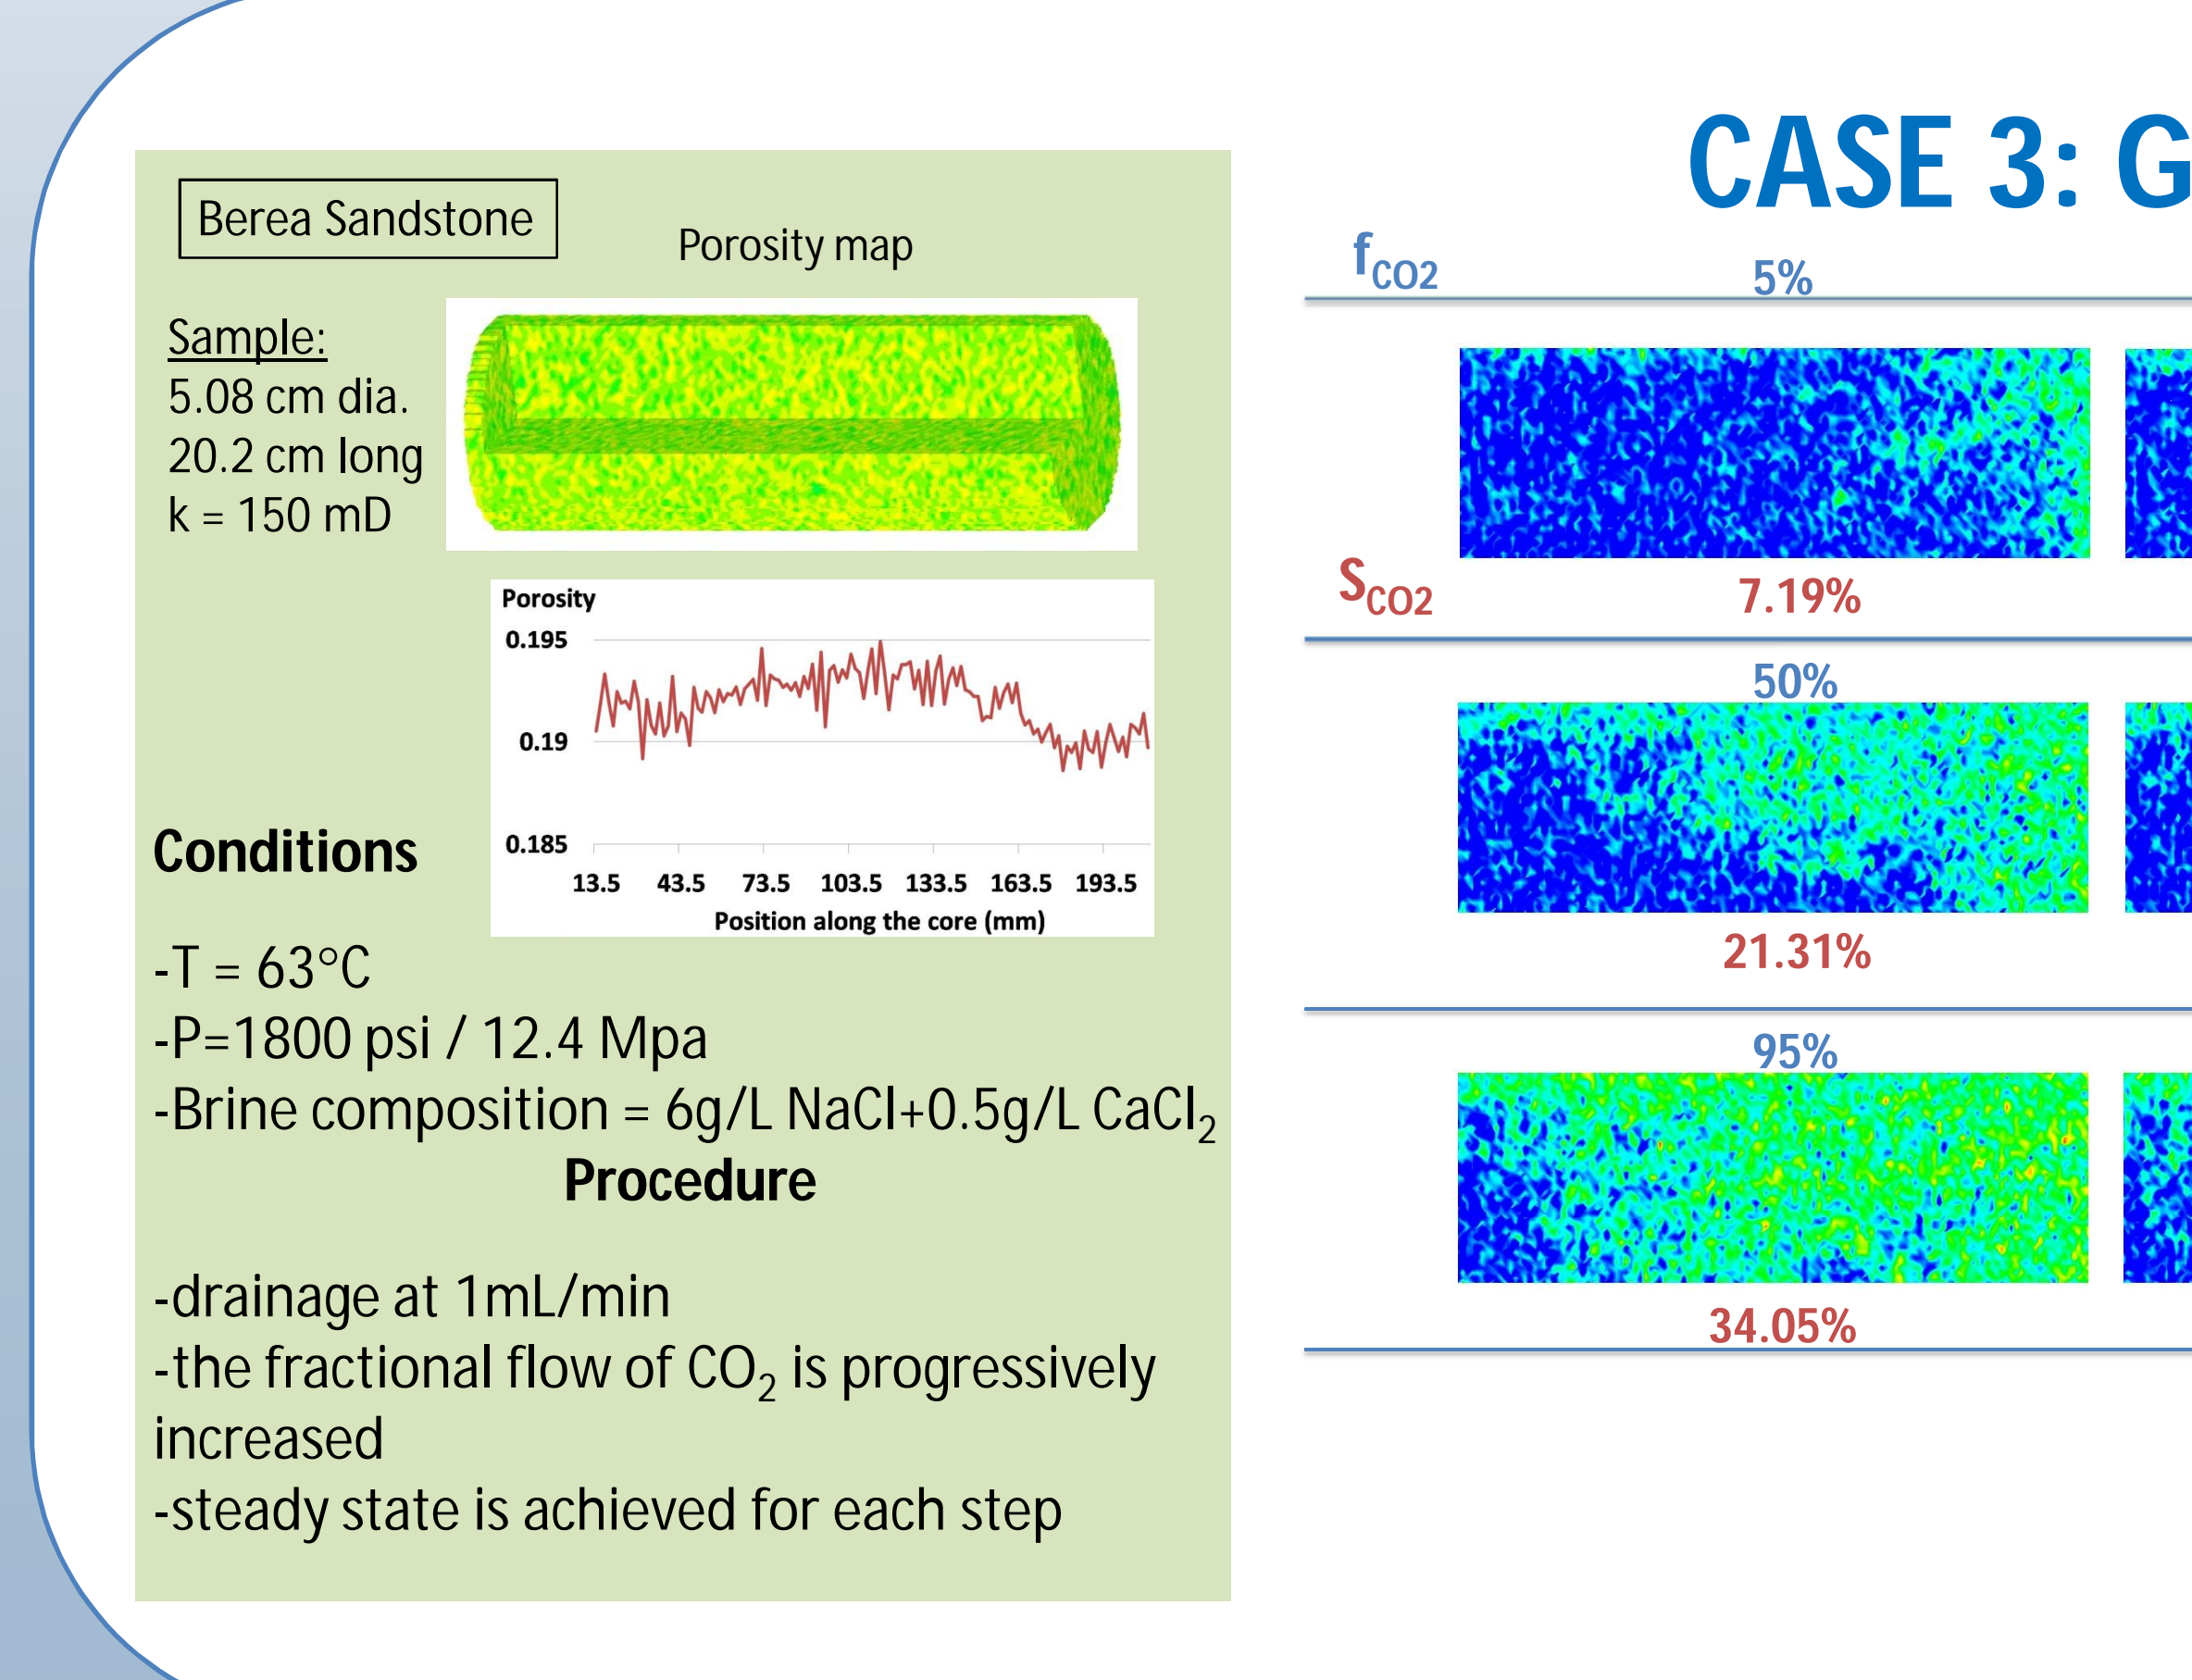 CASE 3: G
Berea Sandstone
Porosity map
Sample:
5.08 cm dia.
20.2 cm long
k = 150 mD
Porosity
0.195
0.19
0.185
13.5 43.5 73.5 103.5 133.5 163.5 193.5
Position along the core (mm)
Conditions
-T = 63°C
-P=1800 psi / 12.4 Mpa
-Brine composition = 6g/L NaCl+0.5g/L CaCl₂
Procedure
-drainage at 1mL/min
-the fractional flow of CO₂ is progressively
increased
-steady state is achieved for each step
fCO2
5%
SCO2
7.19%
50%
21.31%
95%
34.05%